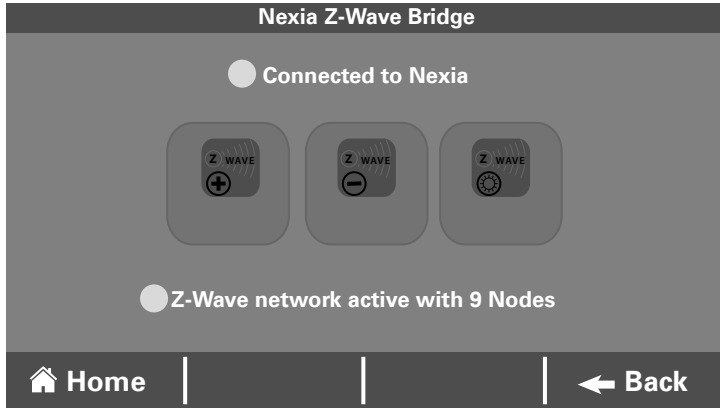 Nexia Z-Wave Bridge
Connected to Nexia
Z WAVE Z WAVE Z WAVE
Z-Wave network active with 9 Nodes
Home Back